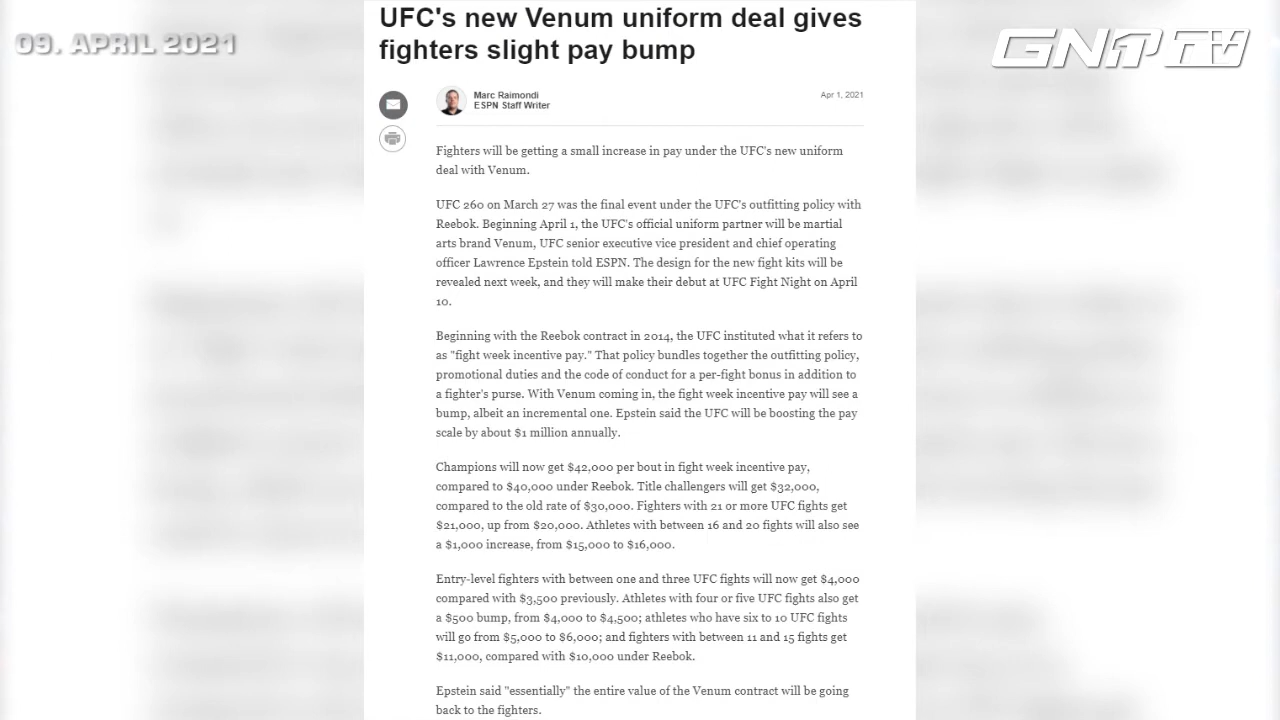 UFC's new Venum uniform deal gives
fighters slight pay bump
09. APRIL 2021
GNP TV
Marc Raimondi
ESPN Staff Writer
Apr 1, 2021
Fighters will be getting a small increase in pay under the UFC's new uniform
deal with Venum.
UFC 260 on March 27 was the final event under the UFC's outfitting policy with
Reebok. Beginning April 1, the UFC's official uniform partner will be martial
arts brand Venum, UFC senior executive vice president and chief operating
officer Lawrence Epstein told ESPN. The design for the new fight kits will be
revealed next week, and they will make their debut at UFC Fight Night on April
10.
Beginning with the Reebok contract in 2014, the UFC instituted what it refers to
as "fight week incentive pay." That policy bundles together the outfitting policy,
promotional duties and the code of conduct for a per-fight bonus in addition to
a fighter's purse. With Venum coming in, the fight week incentive pay will see a
bump, albeit an incremental one. Epstein said the UFC will be boosting the pay
scale by about $1 million annually.
Champions will now get $42,000 per bout in fight week incentive pay,
compared to $40,000 under Reebok. Title challengers will get $32,000,
compared to the old rate of $30,000. Fighters with 21 or more UFC fights get
$21,000, up from $20,000. Athletes with between 16 and 20 fights will also see
a $1,000 increase, from $15,000 to $16,000.
Entry-level fighters with between one and three UFC fights will now get $4,000
compared with $3,500 previously. Athletes with four or five UFC fights also get
a $500 bump, from $4,000 to $4,500; athletes who have six to 10 UFC fights
will go from $5,000 to $6,000; and fighters with between 11 and 15 fights get
$11,000, compared with $10,000 under Reebok.
Epstein said "essentially" the entire value of the Venum contract will be going
back to the fighters.